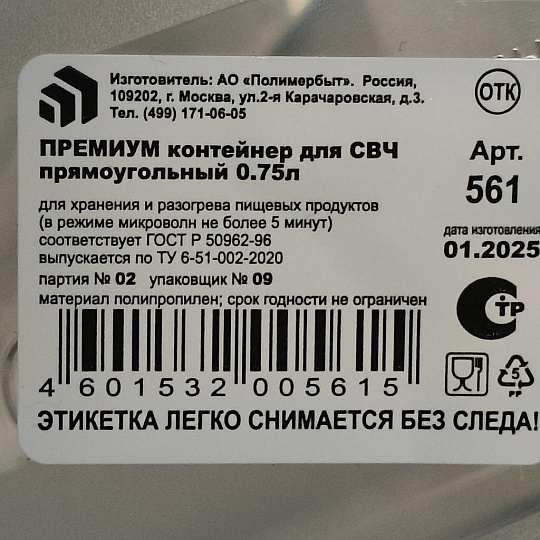 Изготовитель: АО «Полимербыт». Россия,
109202, г. Москва, ул.2-я Карачаровская, д.3.
Тел. (499) 171-06-05
ОТК
ПРЕМИУМ контейнер для СВЧ
прямоугольный 0.75л
Арт.
561
для хранения и разогрева пищевых продуктов
(в режиме микроволн не более 5 минут)
соответствует ГОСТ Р 50962-96
выпускается по ТУ 6-51-002-2020
дата изготовления
01.2025
партия № 02 упаковщик № 09
материал полипропилен; срок годности не ограничен
СТР
4 601532 005615
5
PP
ЭТИКЕТКА ЛЕГКО СНИМАЕТСЯ БЕЗ СЛЕДА!